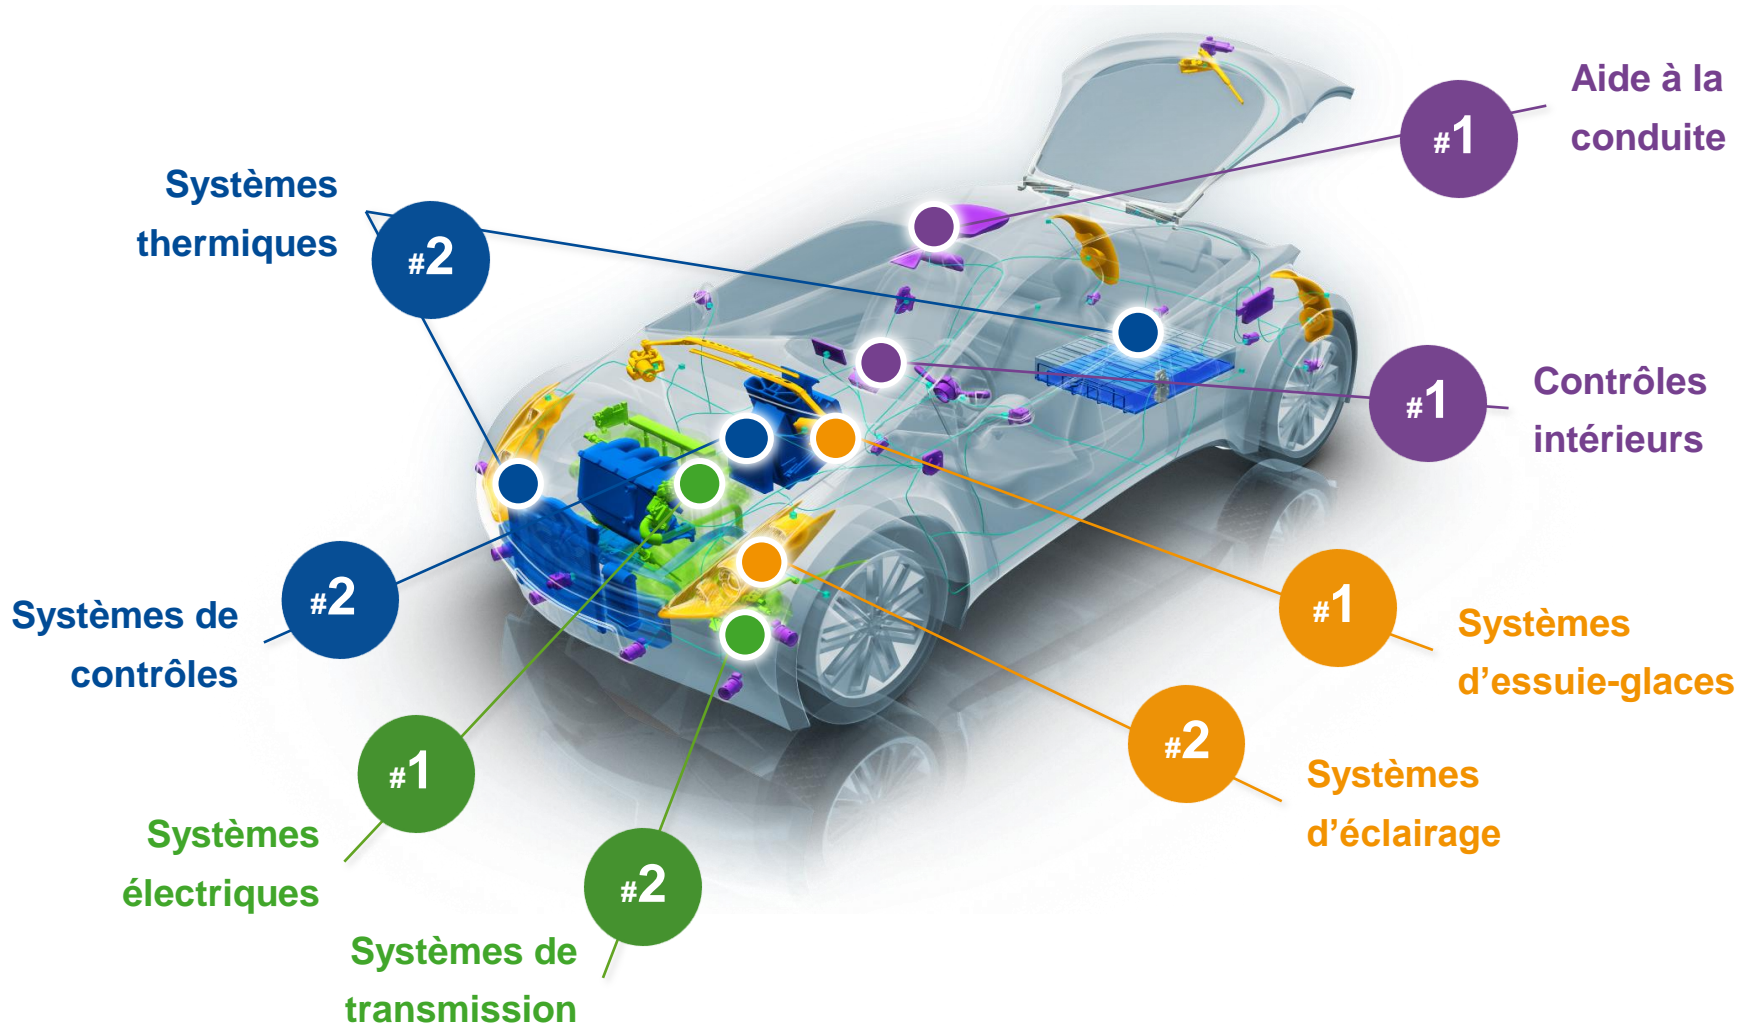 Aide à la
conduite
#1
Systèmes
thermiques
#2
Contrôles
intérieurs
#1
Systèmes de
contrôles
#2
Systèmes
d’essuie-glaces
#1
Systèmes
d’éclairage
#2
Systèmes
électriques
#1
Systèmes de
transmission
#2